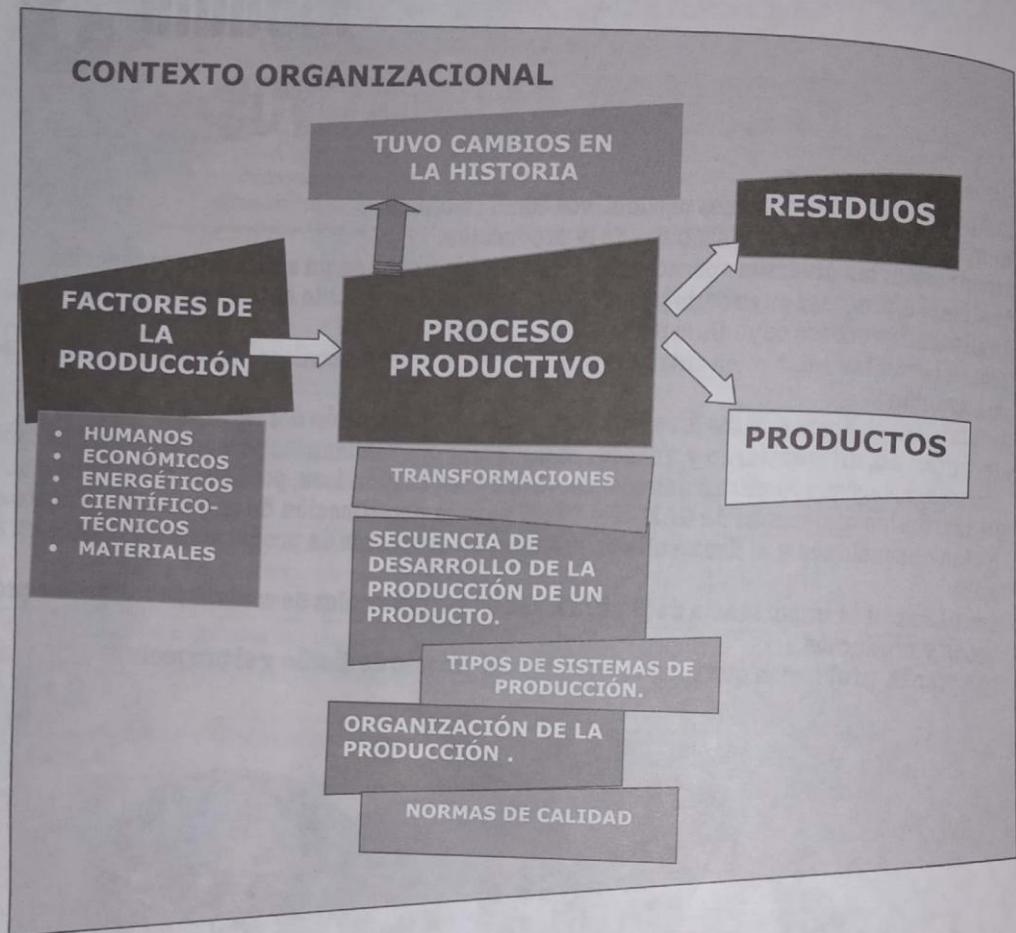 CONTEXTO ORGANIZACIONAL
TUVO CAMBIOS EN
LA HISTORIA
RESIDUOS
FACTORES DE
LA
PRODUCCIÓN
PROCESO
PRODUCTIVO
PRODUCTOS
• HUMANOS
• ECONÓMICOS
• ENERGÉTICOS
• CIENTÍFICO-
TÉCNICOS
• MATERIALES
TRANSFORMACIONES
SECUENCIA DE
DESARROLLO DE LA
PRODUCCIÓN DE UN
PRODUCTO.
TIPOS DE SISTEMAS DE
PRODUCCIÓN.
ORGANIZACIÓN DE LA
PRODUCCIÓN .
NORMAS DE CALIDAD